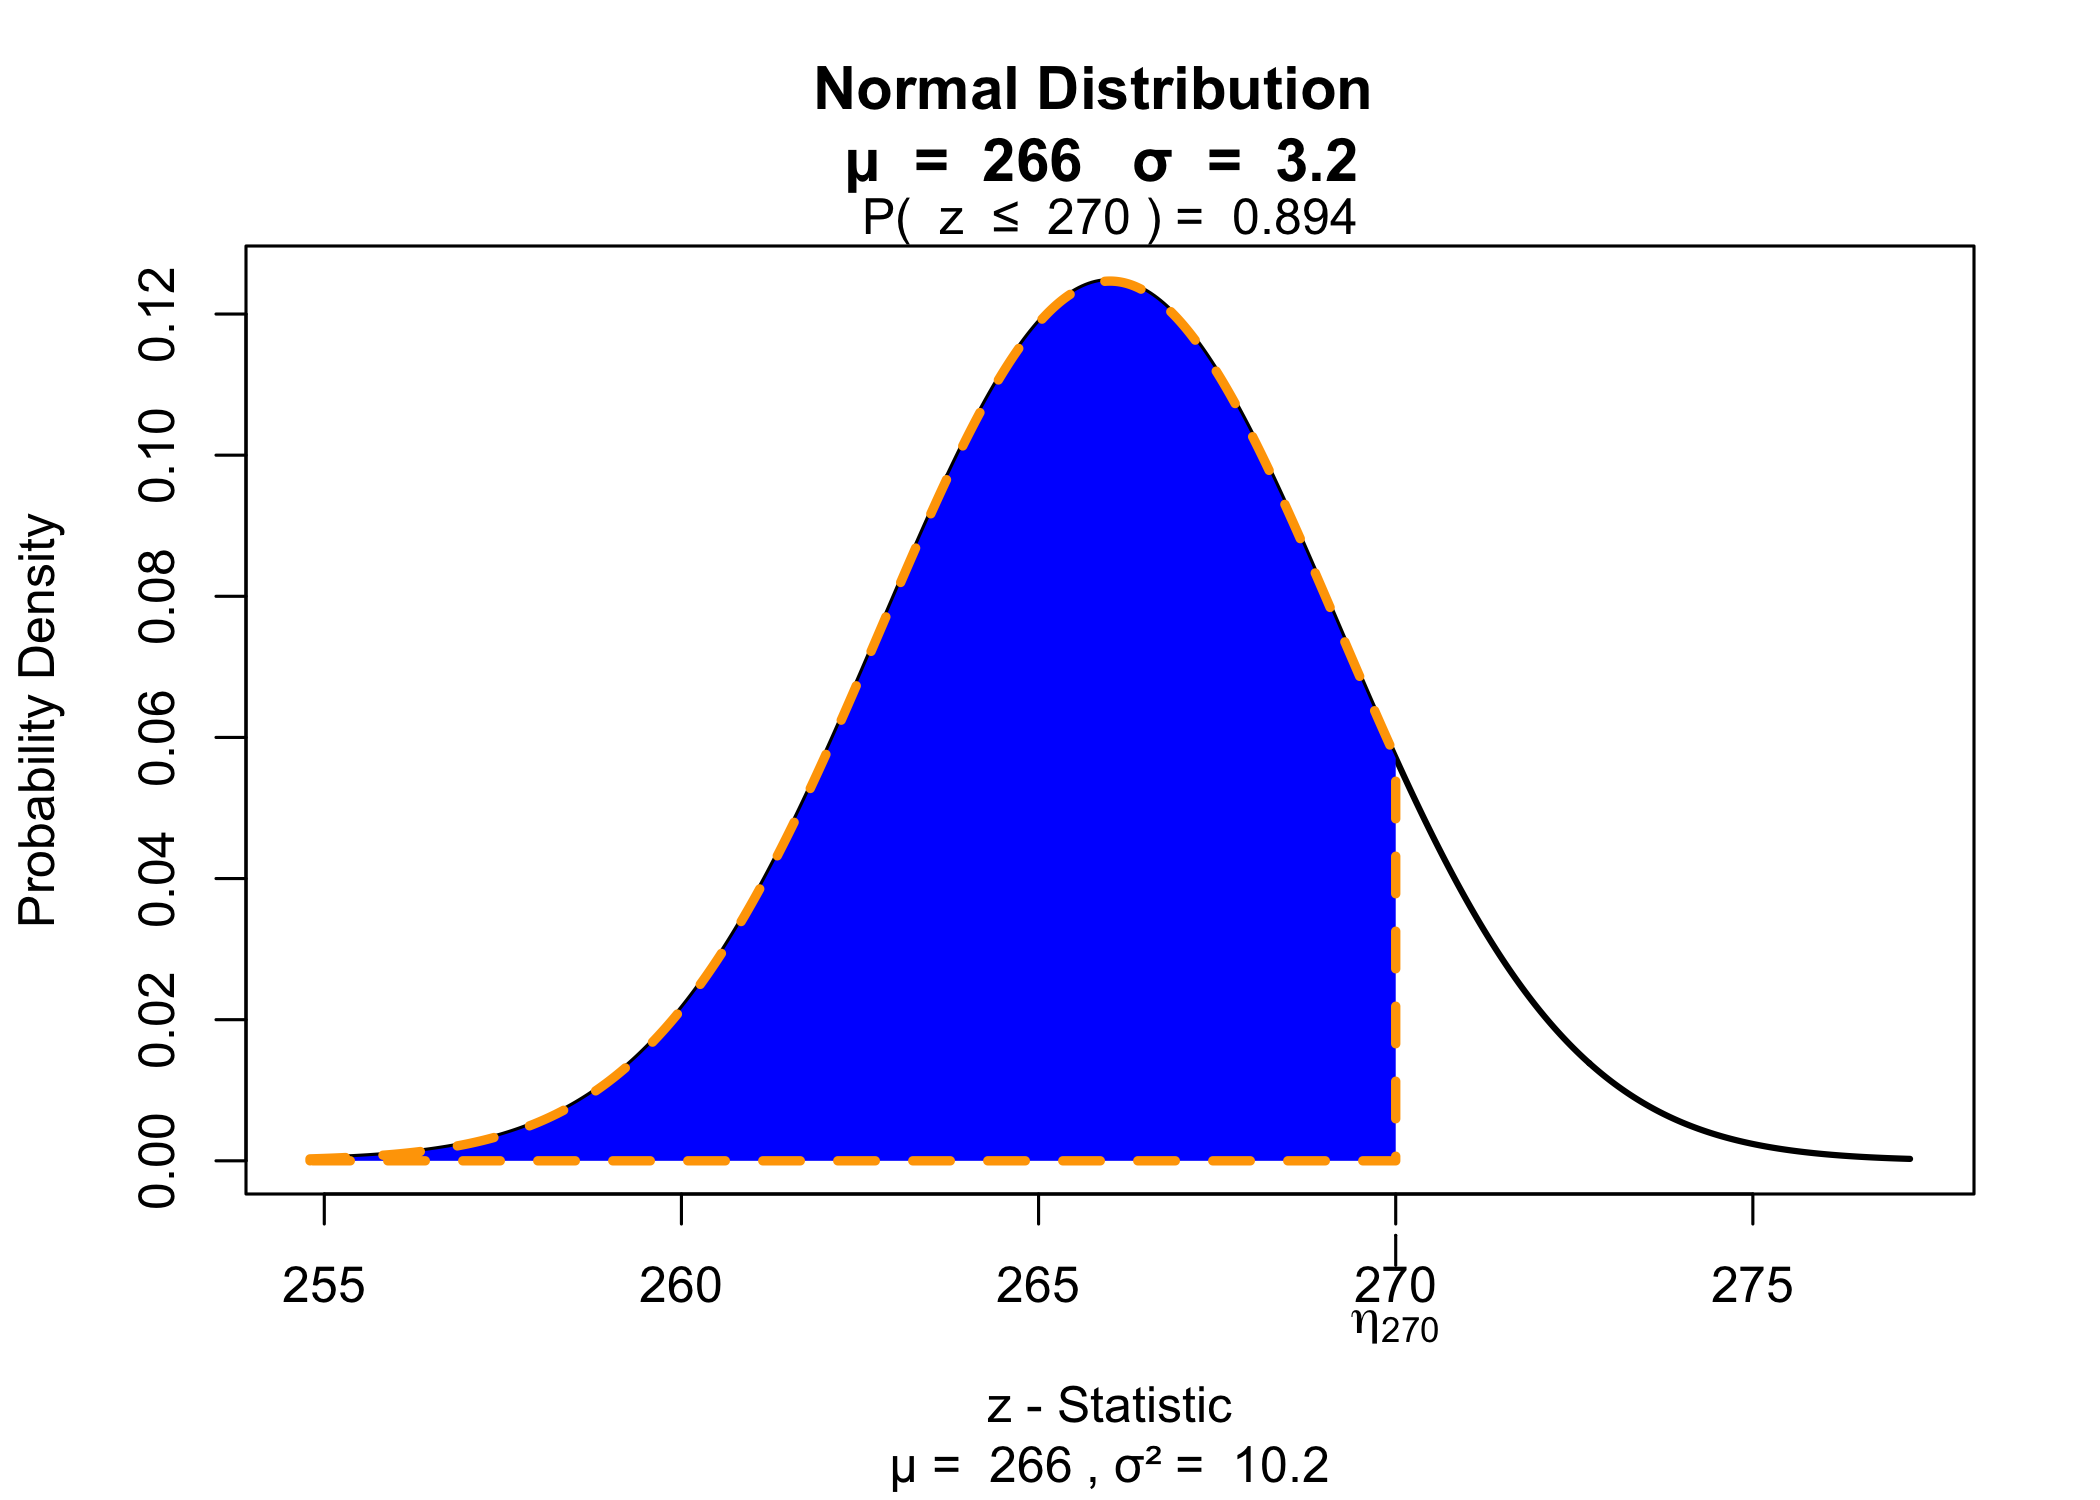 Normal Distribution
μ = 266 σ = 3.2
P( z ≤ 270 ) = 0.894
Probability Density
0.12
0.10
0.08
0.06
0.04
0.02
0.00
255 260 265 270 275
η270
z - Statistic
μ = 266 , σ² = 10.2